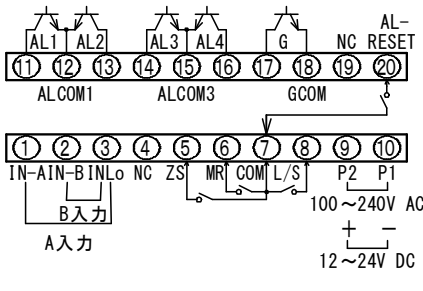 AL-
AL1 AL2 AL3 AL4 G NC RESET
11 12 13 14 15 16 17 18 19 20
ALCOM1 ALCOM3 GCOM
1 2 3 4 5 6 7 8 9 10
IN-A IN-B INLo NC ZS MR COM L/S P2 P1
B入力
A入力
100～240V AC
+ −
12～24V DC